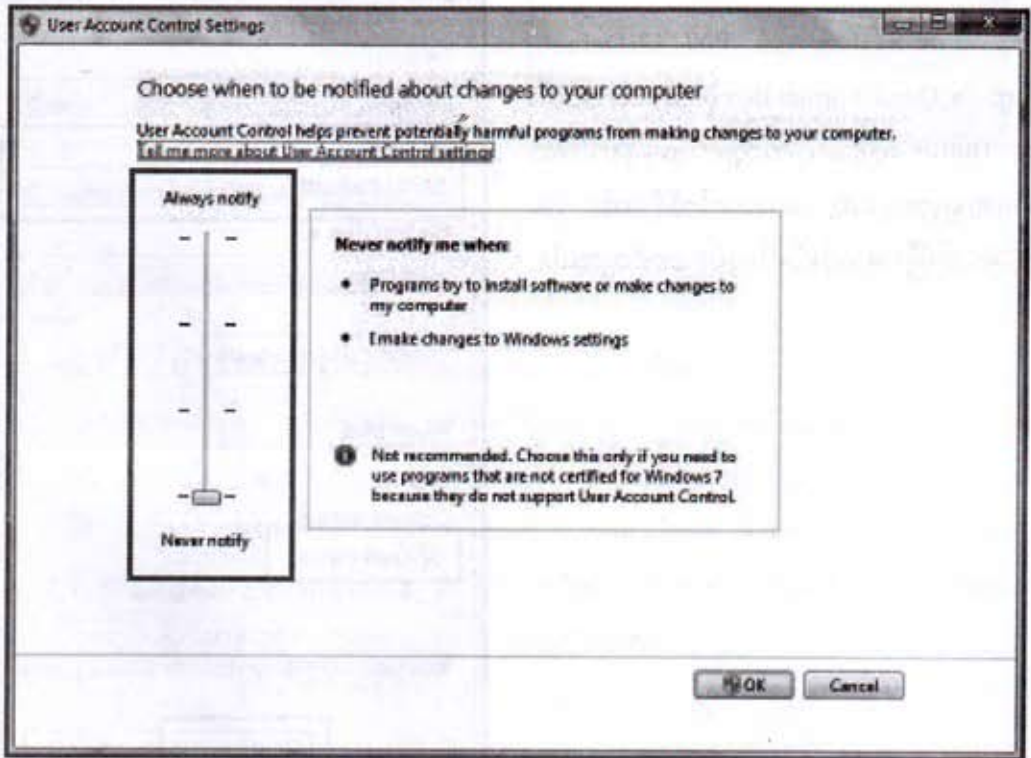 User Account Control Settings
Choose when to be notified about changes to your computer
User Account Control helps prevent potentially harmful programs from making changes to your computer.
Tell me more about User Account Control settings
Always notify
Never notify me when:
• Programs try to install software or make changes to
my computer
• I make changes to Windows settings
Not recommended. Choose this only if you need to
use programs that are not certified for Windows 7
because they do not support User Account Control.
Never notify
OK
Cancel